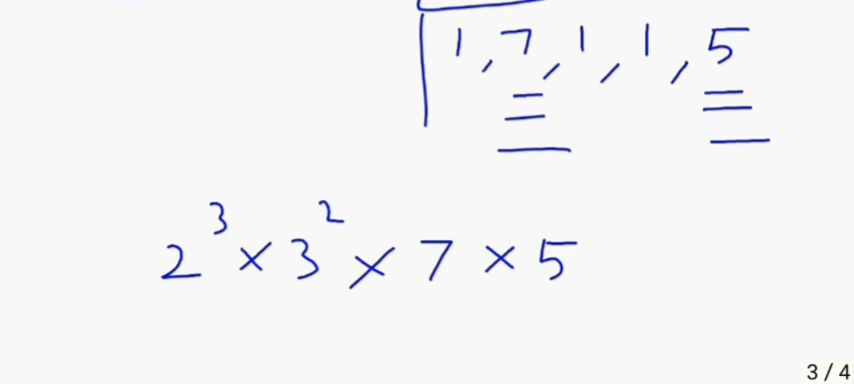 1, 7, 1, 1, 5
2³ × 3² × 7 × 5
3 / 4